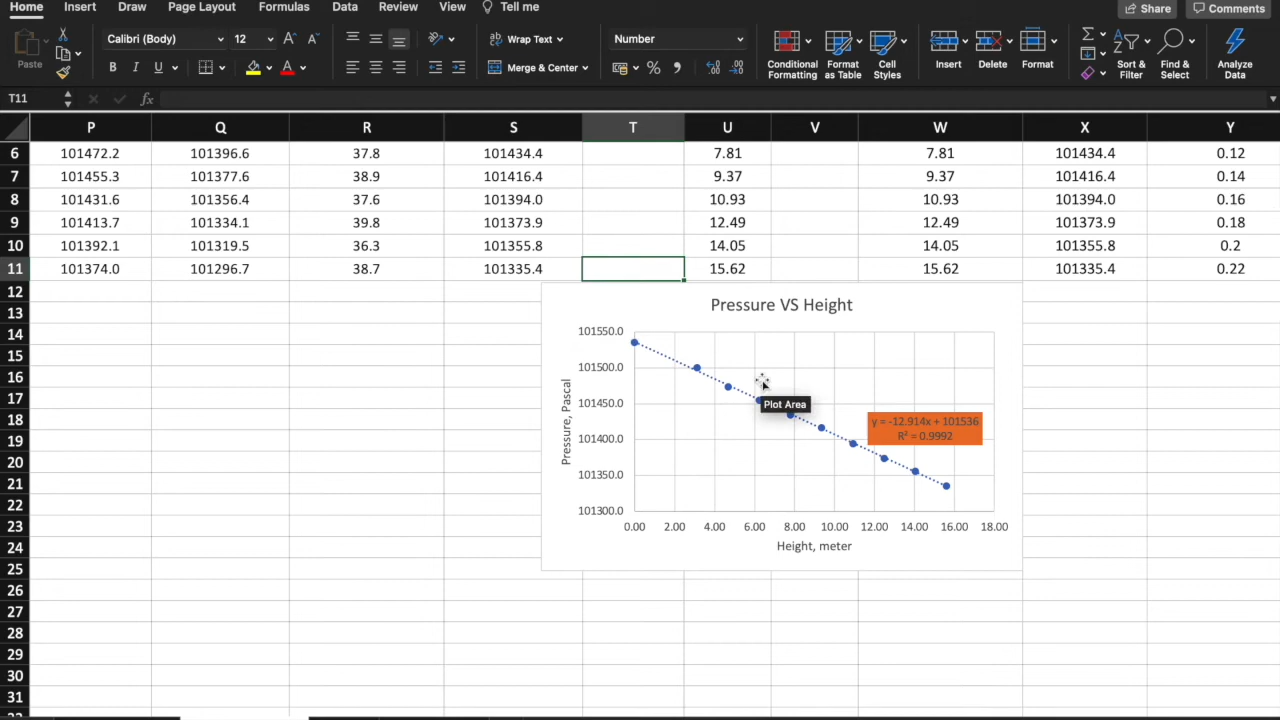 Home Insert Draw Page Layout Formulas Data Review View Tell me Share Comments
Paste Calibri (Body) 12 A A Wrap Text Number
B I U A Merge & Center % Conditional Formatting Format as Table Cell Styles Insert Delete Format Sort & Filter Find & Select Analyze Data
T11 fx
P Q R S T U V W X Y
6 101472.2 101396.6 37.8 101434.4 7.81 7.81 101434.4 0.12
7 101455.3 101377.6 38.9 101416.4 9.37 9.37 101416.4 0.14
8 101431.6 101356.4 37.6 101394.0 10.93 10.93 101394.0 0.16
9 101413.7 101334.1 39.8 101373.9 12.49 12.49 101373.9 0.18
10 101392.1 101319.5 36.3 101355.8 14.05 14.05 101355.8 0.2
11 101374.0 101296.7 38.7 101335.4 15.62 15.62 101335.4 0.22
12
13
14
15
16
17
18
19
20
21
22
23
24
25
26
27
28
29
30
31
Pressure VS Height
101550.0
101500.0
101450.0
101400.0
101350.0
101300.0
Pressure, Pascal
Plot Area
y = -12.914x + 101536
R² = 0.9992
0.00 2.00 4.00 6.00 8.00 10.00 12.00 14.00 16.00 18.00
Height, meter